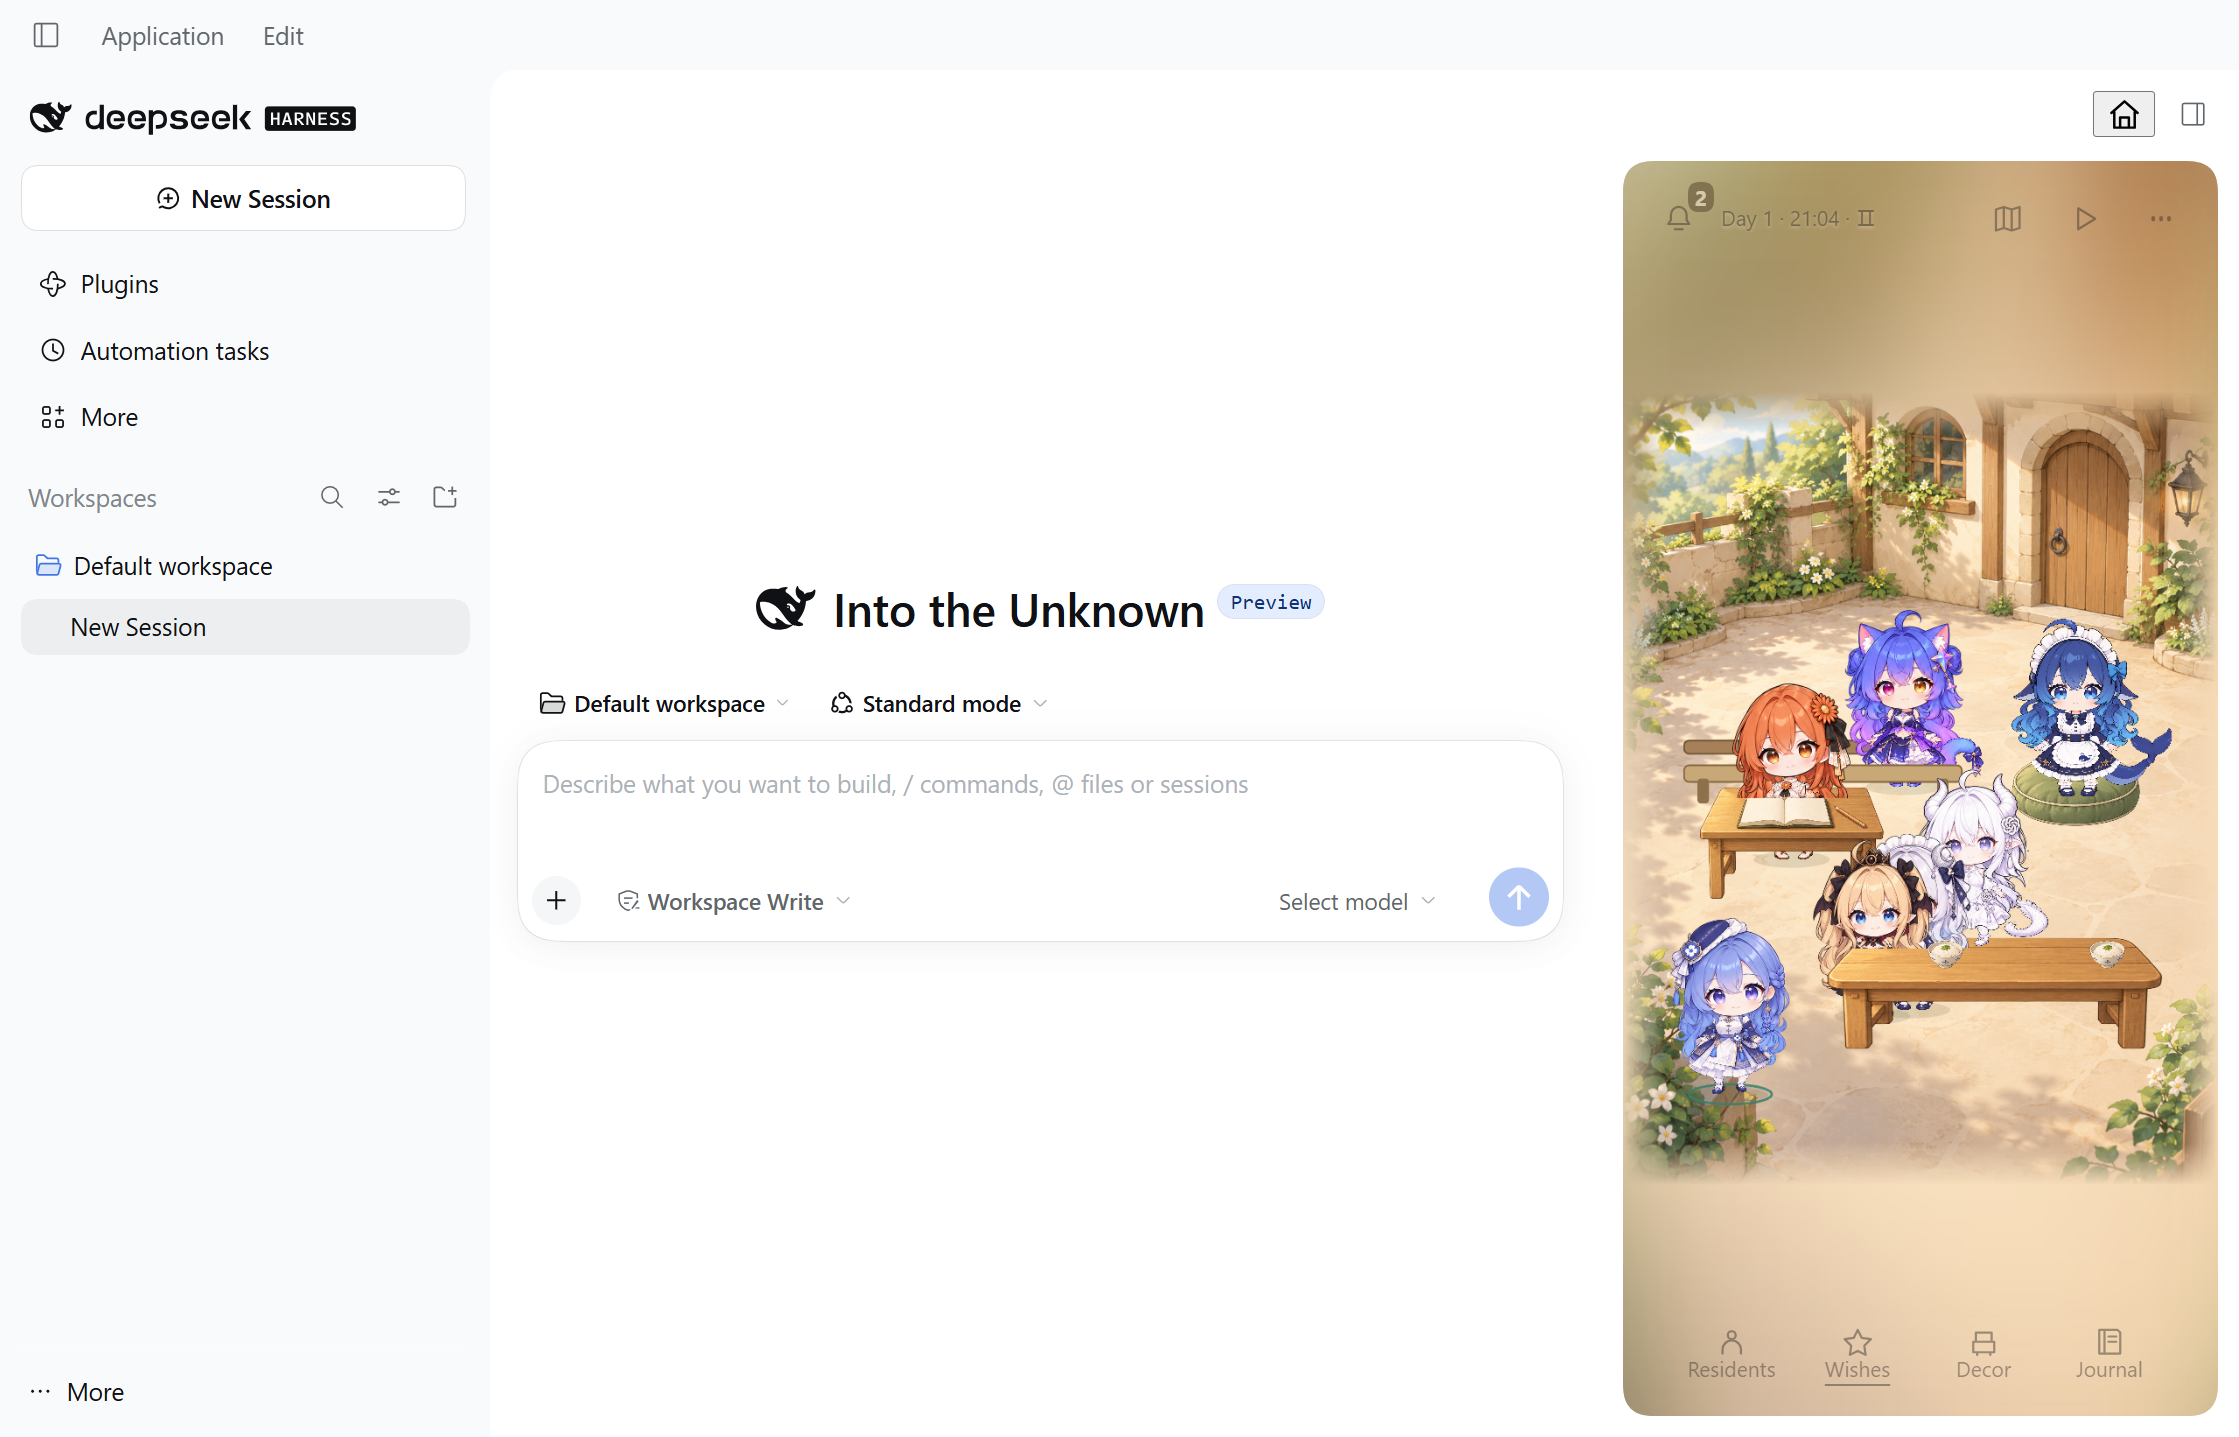 Application Edit
deepseek HARNESS
New Session
Plugins
Automation tasks
More
Workspaces
Default workspace
New Session
More
Into the Unknown Preview
Default workspace Standard mode
Describe what you want to build, / commands, @ files or sessions
Workspace Write Select model
2
Day 1 · 21:04 ·
Residents Wishes Decor Journal